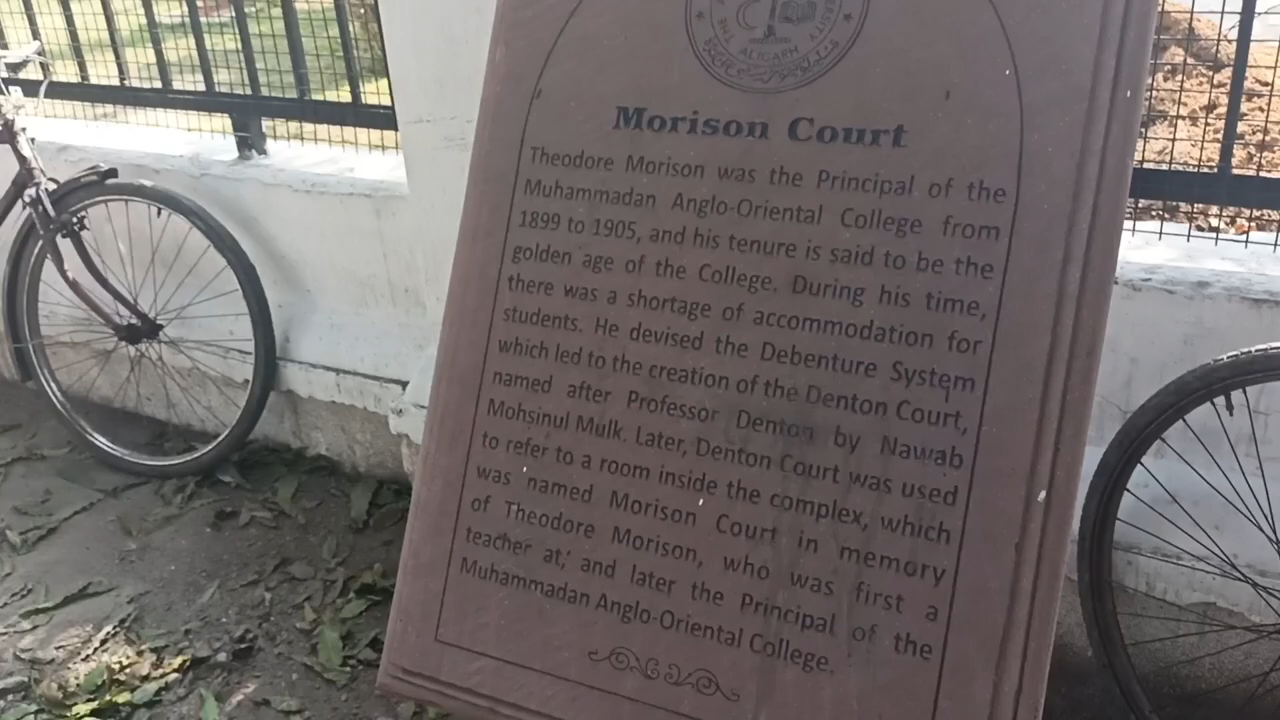 THE ALIGARH
Morison Court
Theodore Morison was the Principal of the
Muhammadan Anglo-Oriental College from
1899 to 1905, and his tenure is said to be the
golden age of the College. During his time,
there was a shortage of accommodation for
students. He devised the Debenture System
which led to the creation of the Denton Court,
named after Professor Denton by Nawab
Mohsinul Mulk. Later, Denton Court was used
to refer to a room inside the complex, which
was named Morison Court in memory
of Theodore Morison, who was first a
teacher at, and later the Principal of the
Muhammadan Anglo-Oriental College.